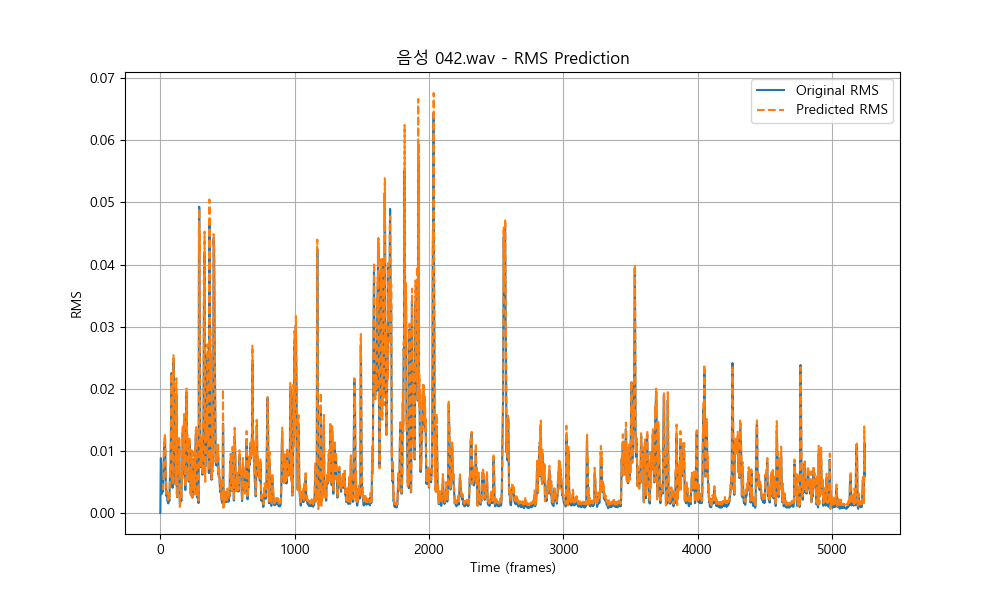 음성 042.wav - RMS Prediction
Original RMS
Predicted RMS
RMS
0.07
0.06
0.05
0.04
0.03
0.02
0.01
0.00
0 1000 2000 3000 4000 5000
Time (frames)